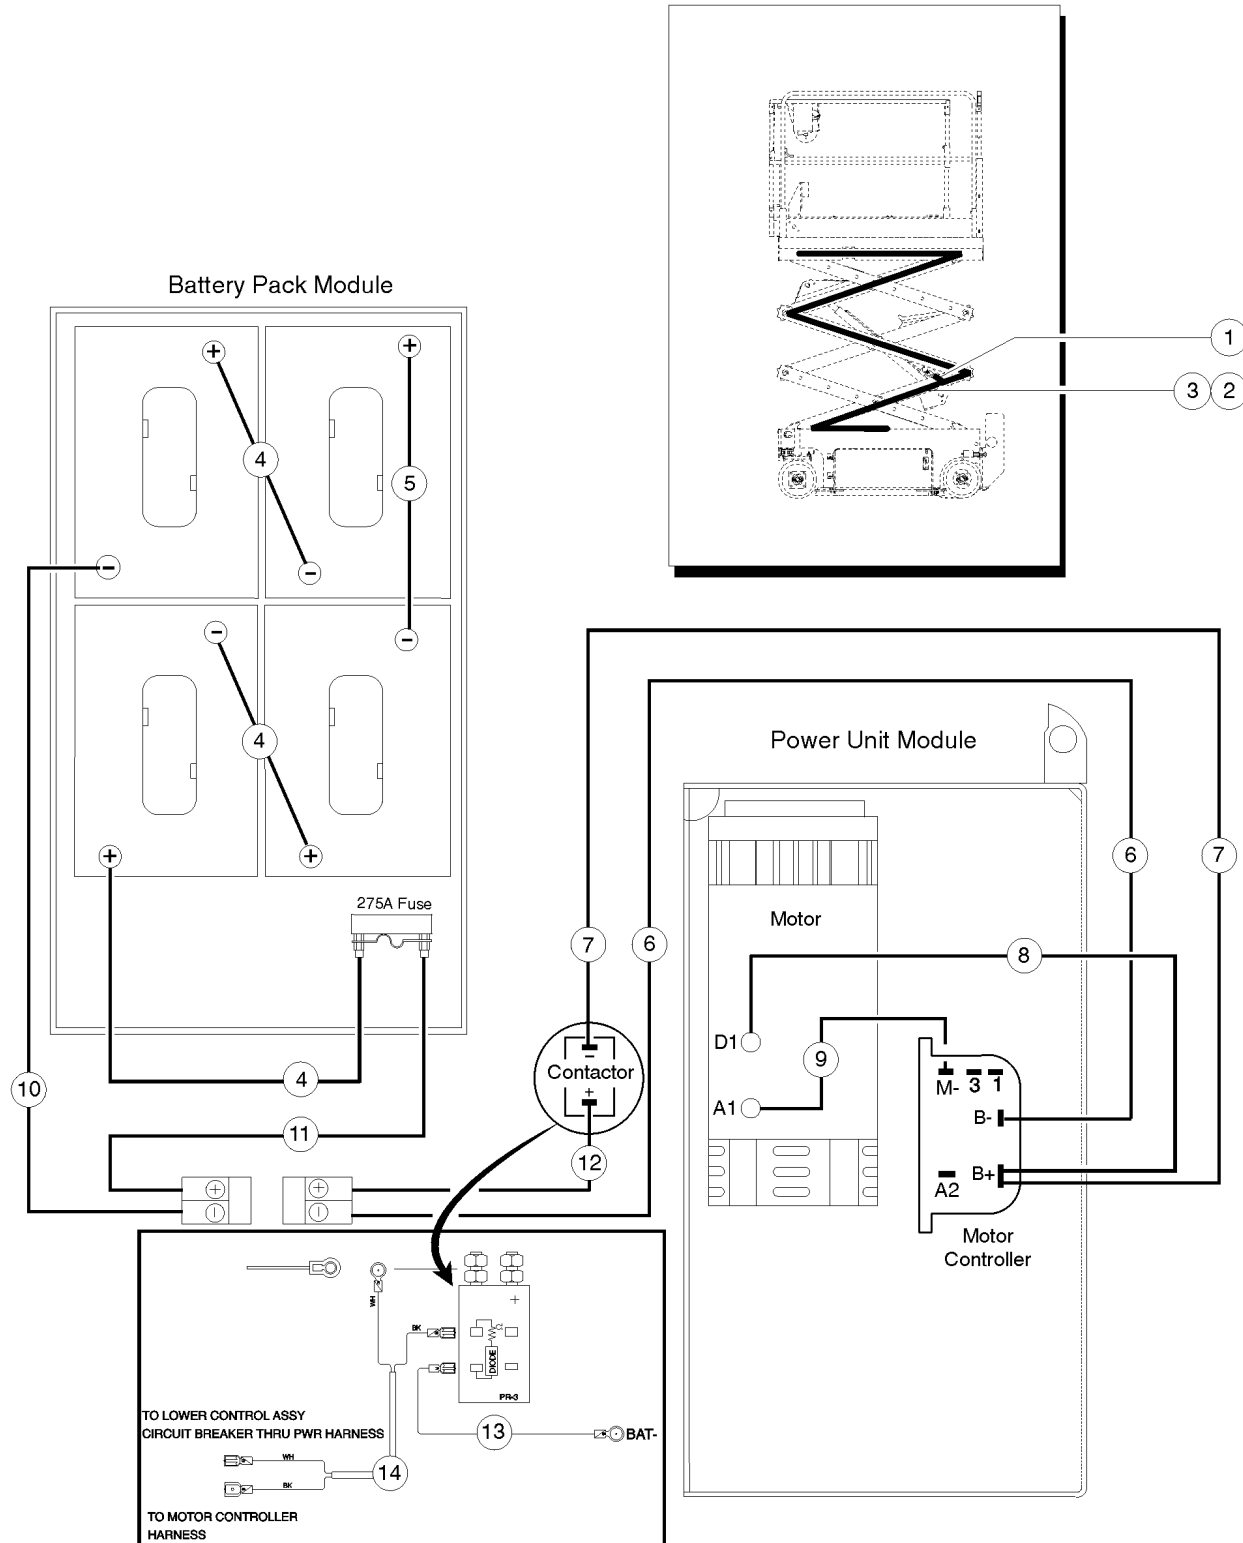 1
3 2
Battery Pack Module
+ +
4
5
- -
- -
4
+ +
275A Fuse
10
4
11
+ +
- -
Power Unit Module
7 6
6 7
Motor
8
D1
9
A1
-
Contactor
+
12
M- 3 1
B-
B+
A2
Motor
Controller
WH
BK
+
DIODE
PR-3
13
BAT-
TO LOWER CONTROL ASSY
CIRCUIT BREAKER THRU PWR HARNESS
WH
14
BK
TO MOTOR CONTROLLER
HARNESS